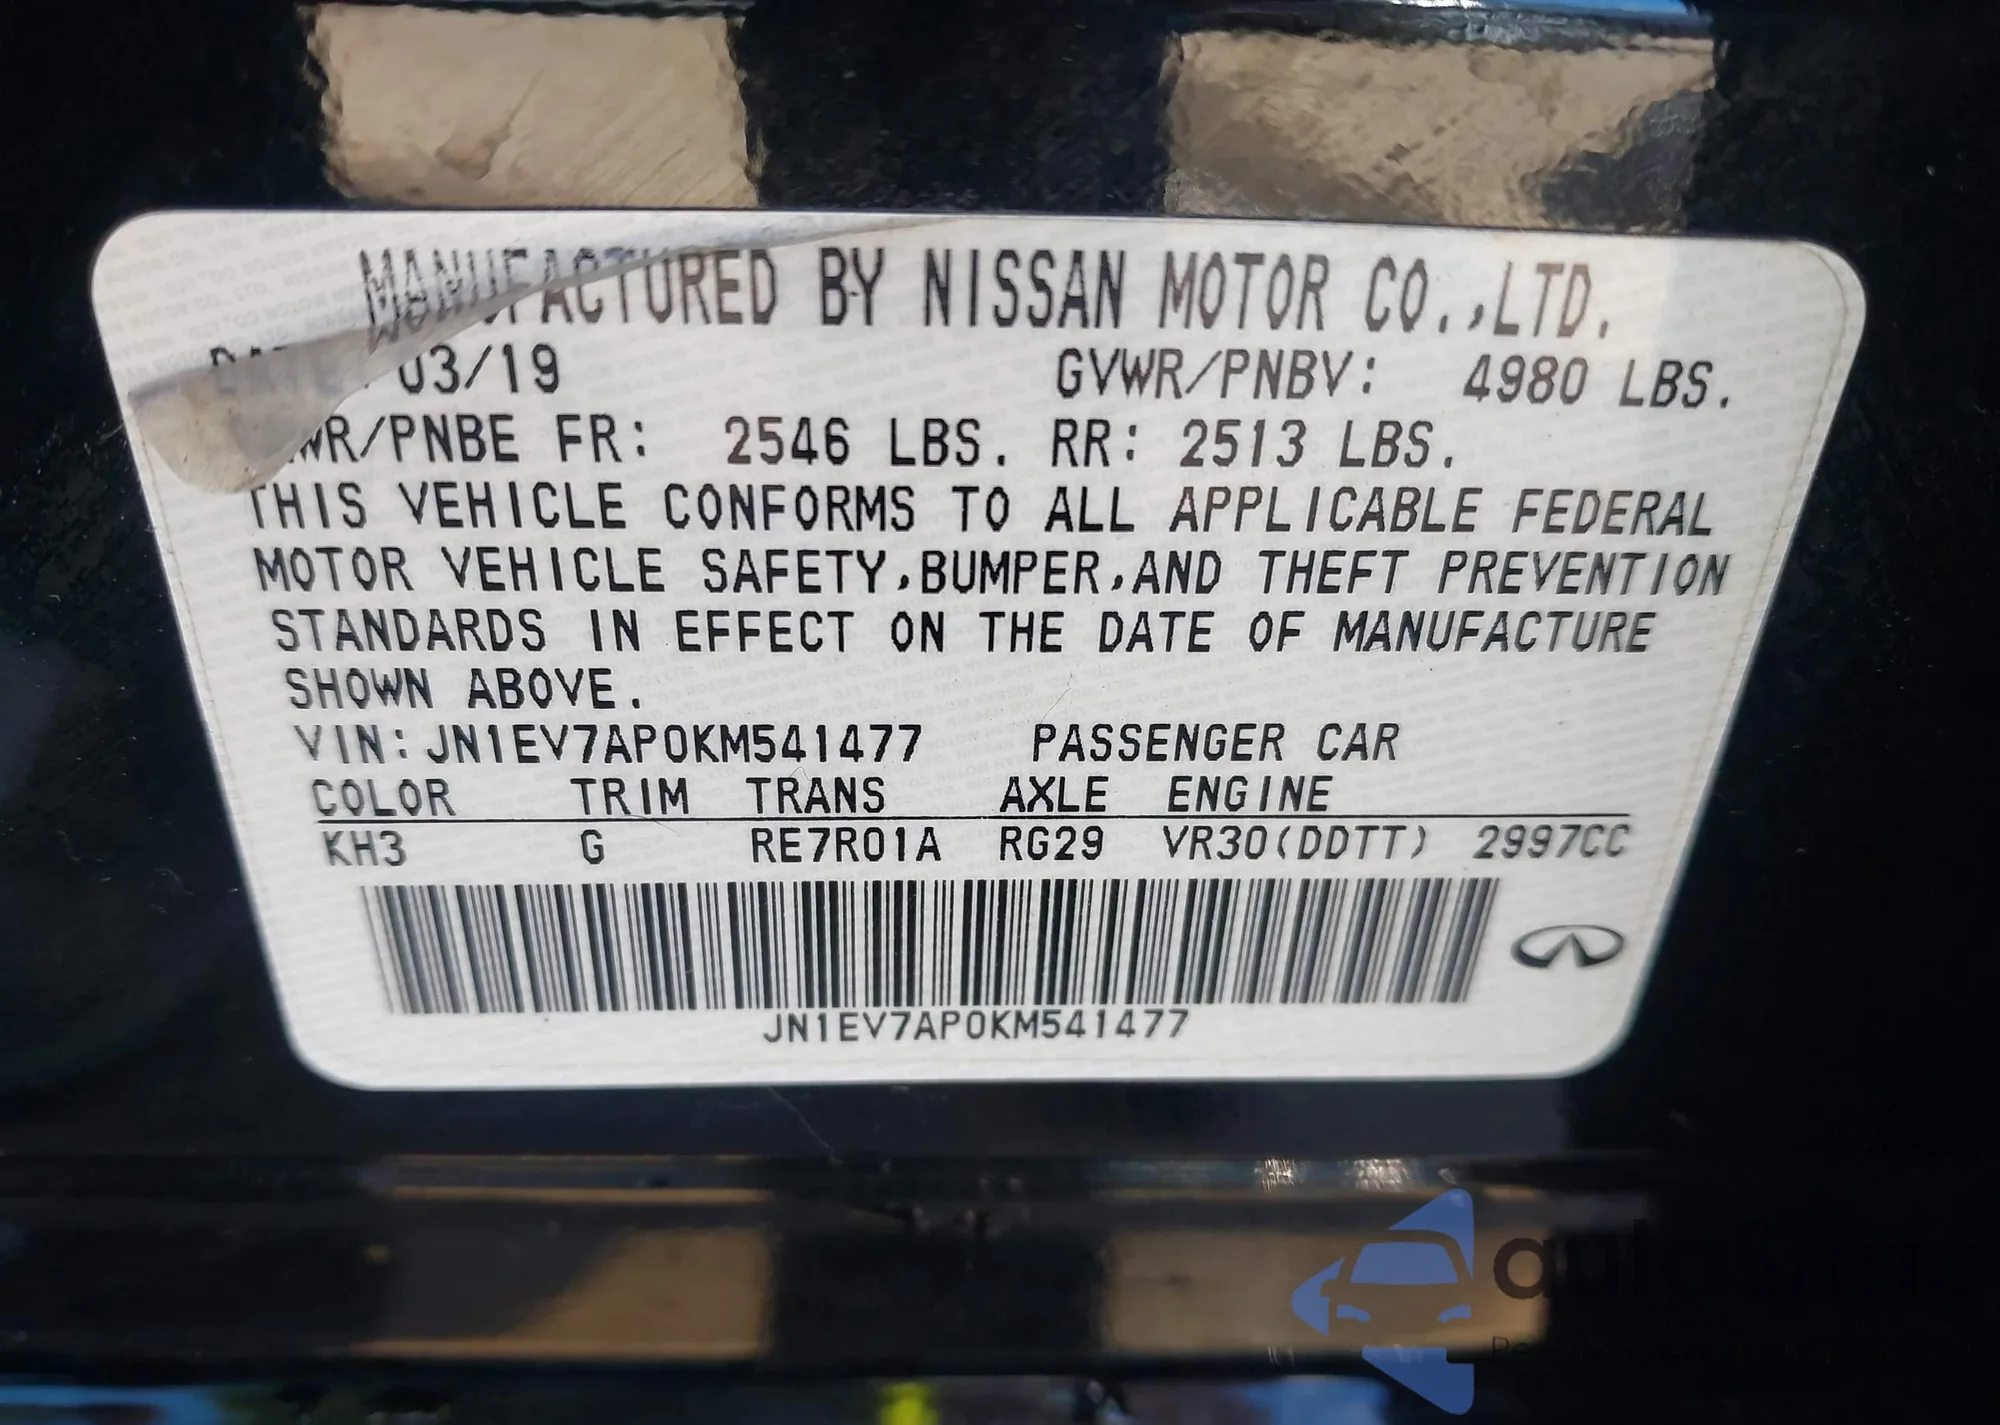 MANUFACTURED BY NISSAN MOTOR CO.,LTD.
03/19 GVWR/PNBV: 4980 LBS.
WR/PNBE FR: 2546 LBS. RR: 2513 LBS.
THIS VEHICLE CONFORMS TO ALL APPLICABLE FEDERAL
MOTOR VEHICLE SAFETY,BUMPER,AND THEFT PREVENTION
STANDARDS IN EFFECT ON THE DATE OF MANUFACTURE
SHOWN ABOVE.
VIN:JN1EV7AP0KM541477 PASSENGER CAR
COLOR TRIM TRANS AXLE ENGINE
KH3 G RE7R01A RG29 VR30(DDTT) 2997CC
JN1EV7AP0KM541477